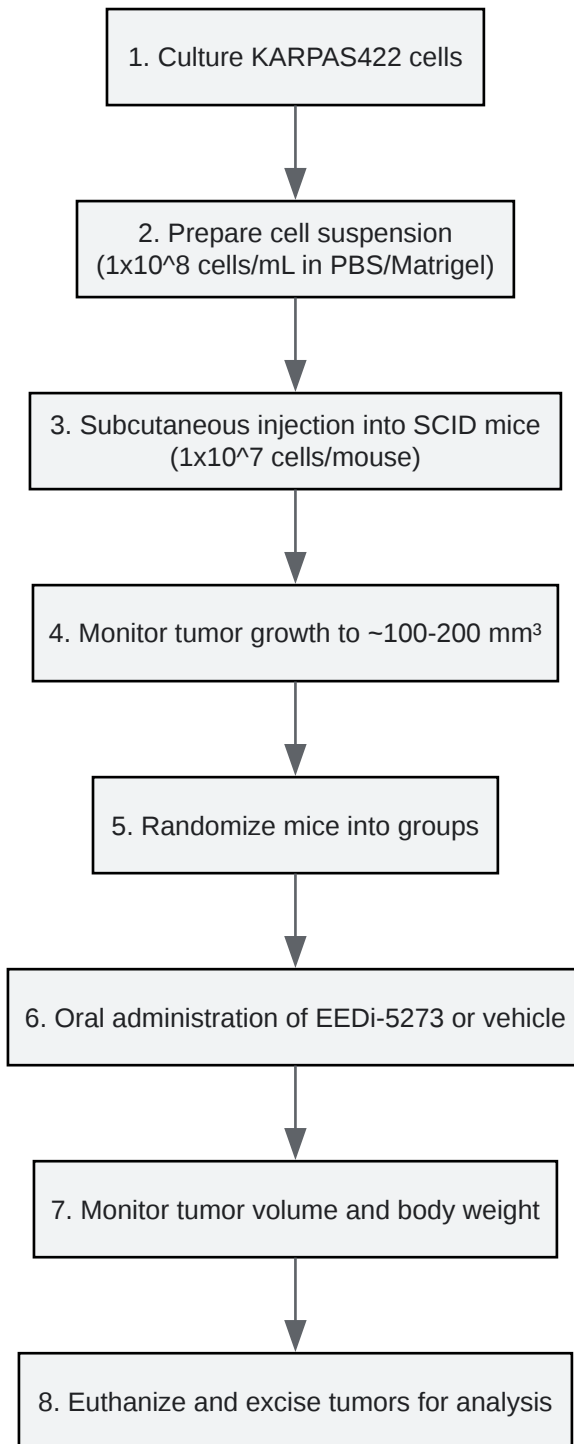 1. Culture KARPAS422 cells
2. Prepare cell suspension
(1x10^8 cells/mL in PBS/Matrigel)
3. Subcutaneous injection into SCID mice
(1x10^7 cells/mouse)
4. Monitor tumor growth to ~100-200 mm³
5. Randomize mice into groups
6. Oral administration of EEDi-5273 or vehicle
7. Monitor tumor volume and body weight
8. Euthanize and excise tumors for analysis